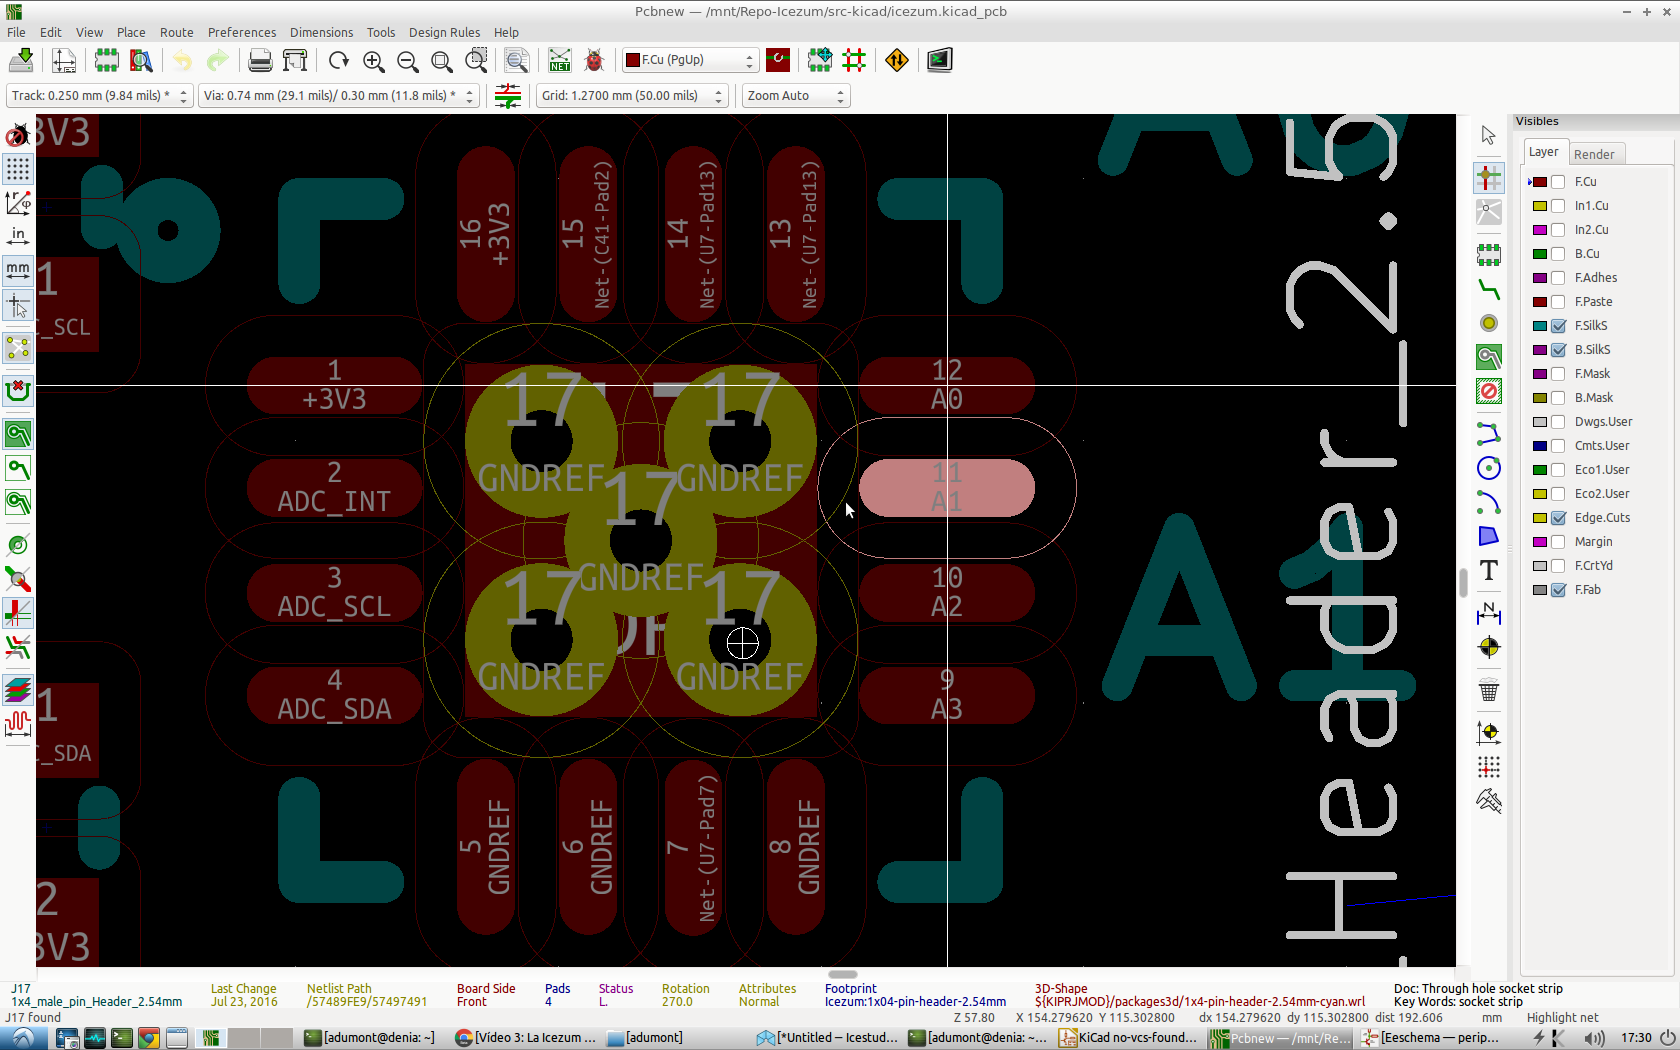 Pcbnew — /mnt/Repo-Icezum/src-kicad/icezum.kicad_pcb
File Edit View Place Route Preferences Dimensions Tools Design Rules Help
NET
F.Cu (PgUp)
Track: 0.250 mm (9.84 mils) *
Via: 0.74 mm (29.1 mils)/ 0.30 mm (11.8 mils) *
Grid: 1.2700 mm (50.00 mils)
Zoom Auto
in
mm
3V3
1
C_SCL
1
C_SDA
2
3V3
16
+3V3
15
Net-(C41-Pad2)
14
Net-(U7-Pad13)
13
Net-(U7-Pad13)
1
+3V3
2
ADC_INT
3
ADC_SCL
4
ADC_SDA
17
GNDREF
17
GNDREF
17
GNDREF
17
GNDREF
17
GNDREF
12
A0
11
A1
10
A2
9
A3
5
GNDREF
6
GNDREF
7
Net-(U7-Pad7)
8
GNDREF
A1
Header_2.5
Visibles
Layer
Render
F.Cu
In1.Cu
In2.Cu
B.Cu
F.Adhes
F.Paste
F.SilkS
B.SilkS
F.Mask
B.Mask
Dwgs.User
Cmts.User
Eco1.User
Eco2.User
Edge.Cuts
Margin
F.CrtYd
F.Fab
J17
1x4_male_pin_Header_2.54mm
Last Change
Jul 23, 2016
Netlist Path
/57489FE9/57497491
Board Side
Front
Pads
4
Status
L.
Rotation
270.0
Attributes
Normal
Footprint
Icezum:1x04-pin-header-2.54mm
3D-Shape
${KIPRJMOD}/packages3d/1x4-pin-header-2.54mm-cyan.wrl
Doc: Through hole socket strip
Key Words: socket strip
J17 found
Z 57.80
X 154.279620 Y 115.302800
dx 154.279620 dy 115.302800 dist 192.606
mm
Highlight net
[adumont@denia: ~]
[Vídeo 3: La Icezum ...
[adumont]
[*Untitled — Icestud...
[adumont@denia: ~...
KiCad no-vcs-found...
Pcbnew — /mnt/Re...
[Eeschema — perip...
17:30